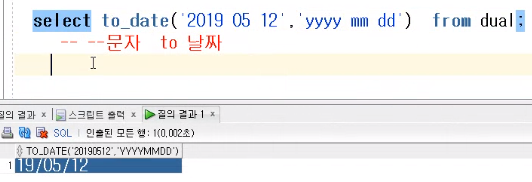 select to_date('2019 05 12','yyyy mm dd') from dual;
-- --문자 to 날짜
질의 결과 × 스크립트 출력 × 질의 결과 1 ×
SQL | 인출된 모든 행: 1(0,002초)
TO_DATE('20190512','YYYYMMDD')
1 19/05/12